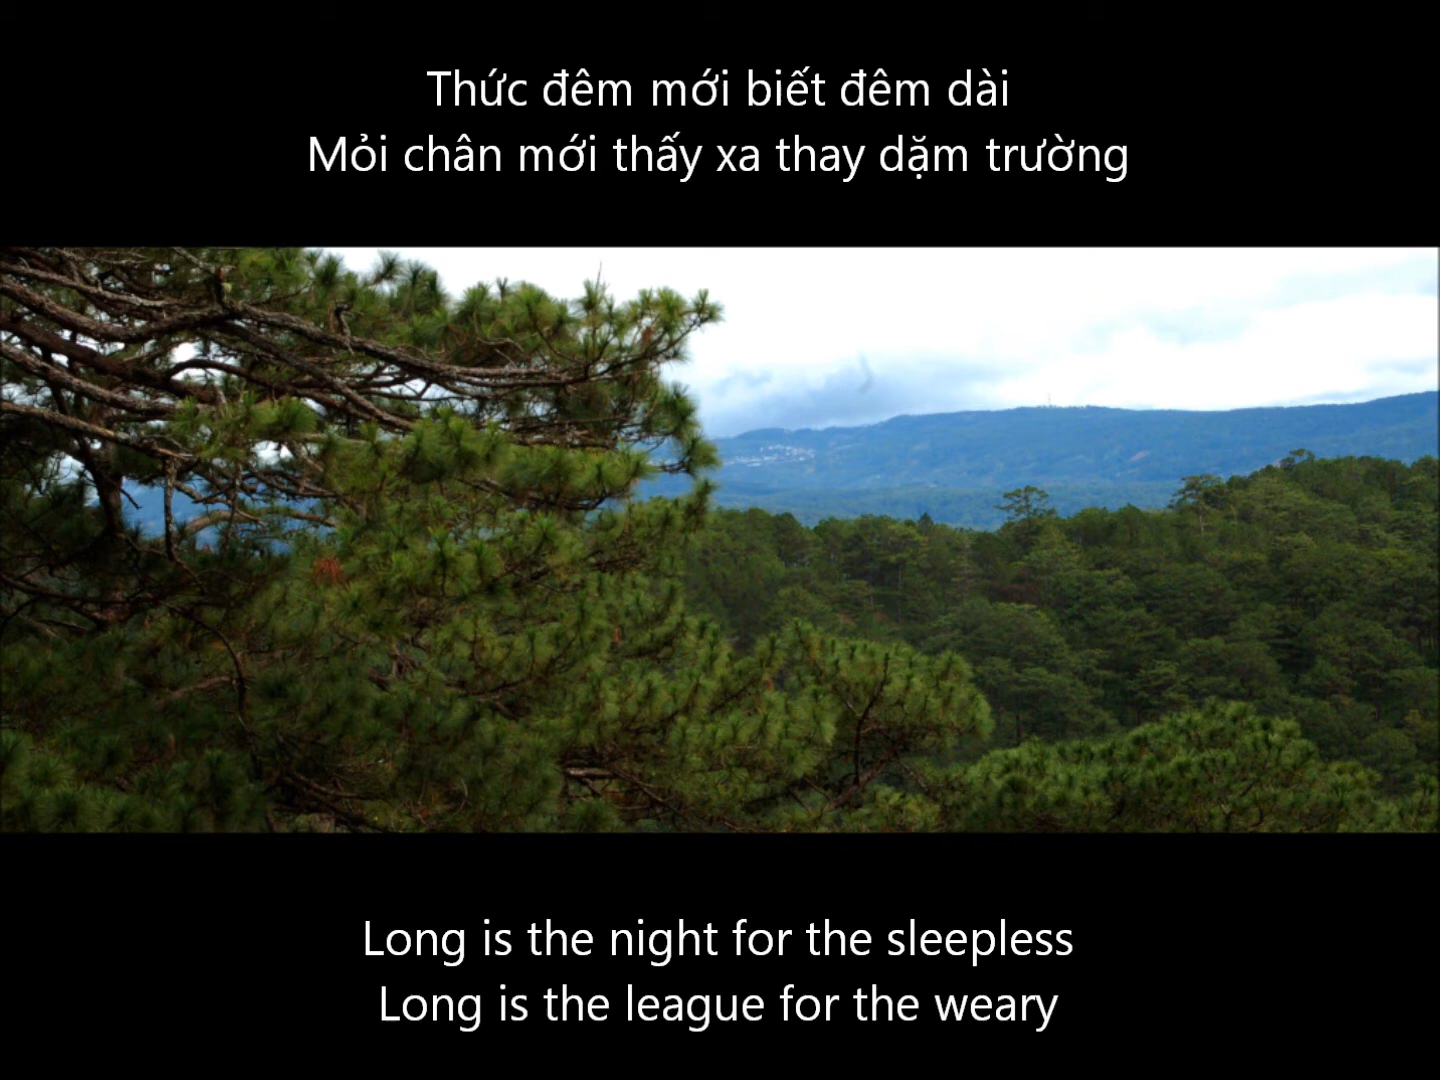 Thức đêm mới biết đêm dài
Mỏi chân mới thấy xa thay dặm trường
Long is the night for the sleepless
Long is the league for the weary